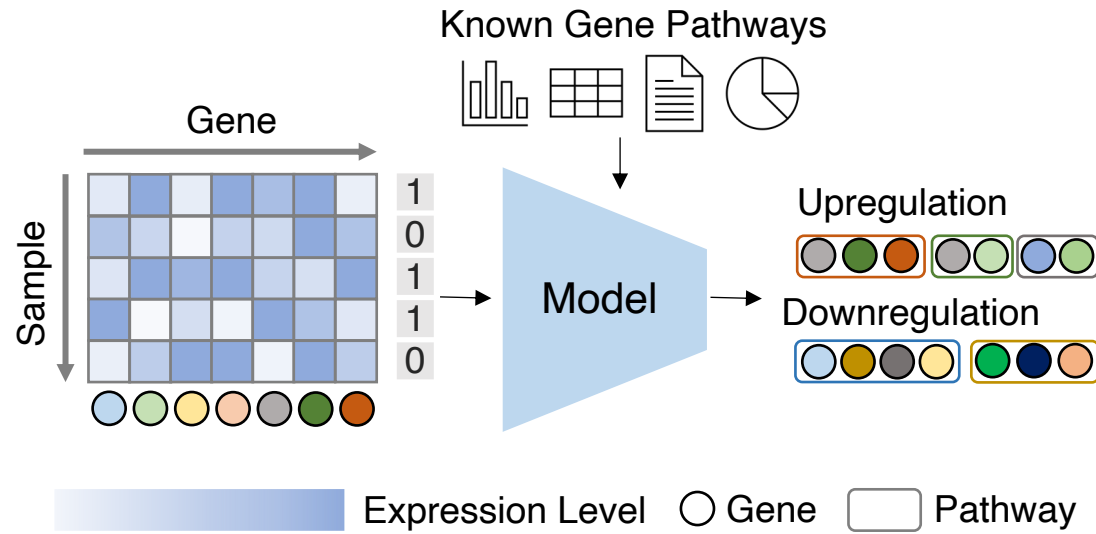 Known Gene Pathways
Gene
Sample
1
0
1
1
0
Model
Upregulation
Downregulation
Expression Level
Gene
Pathway